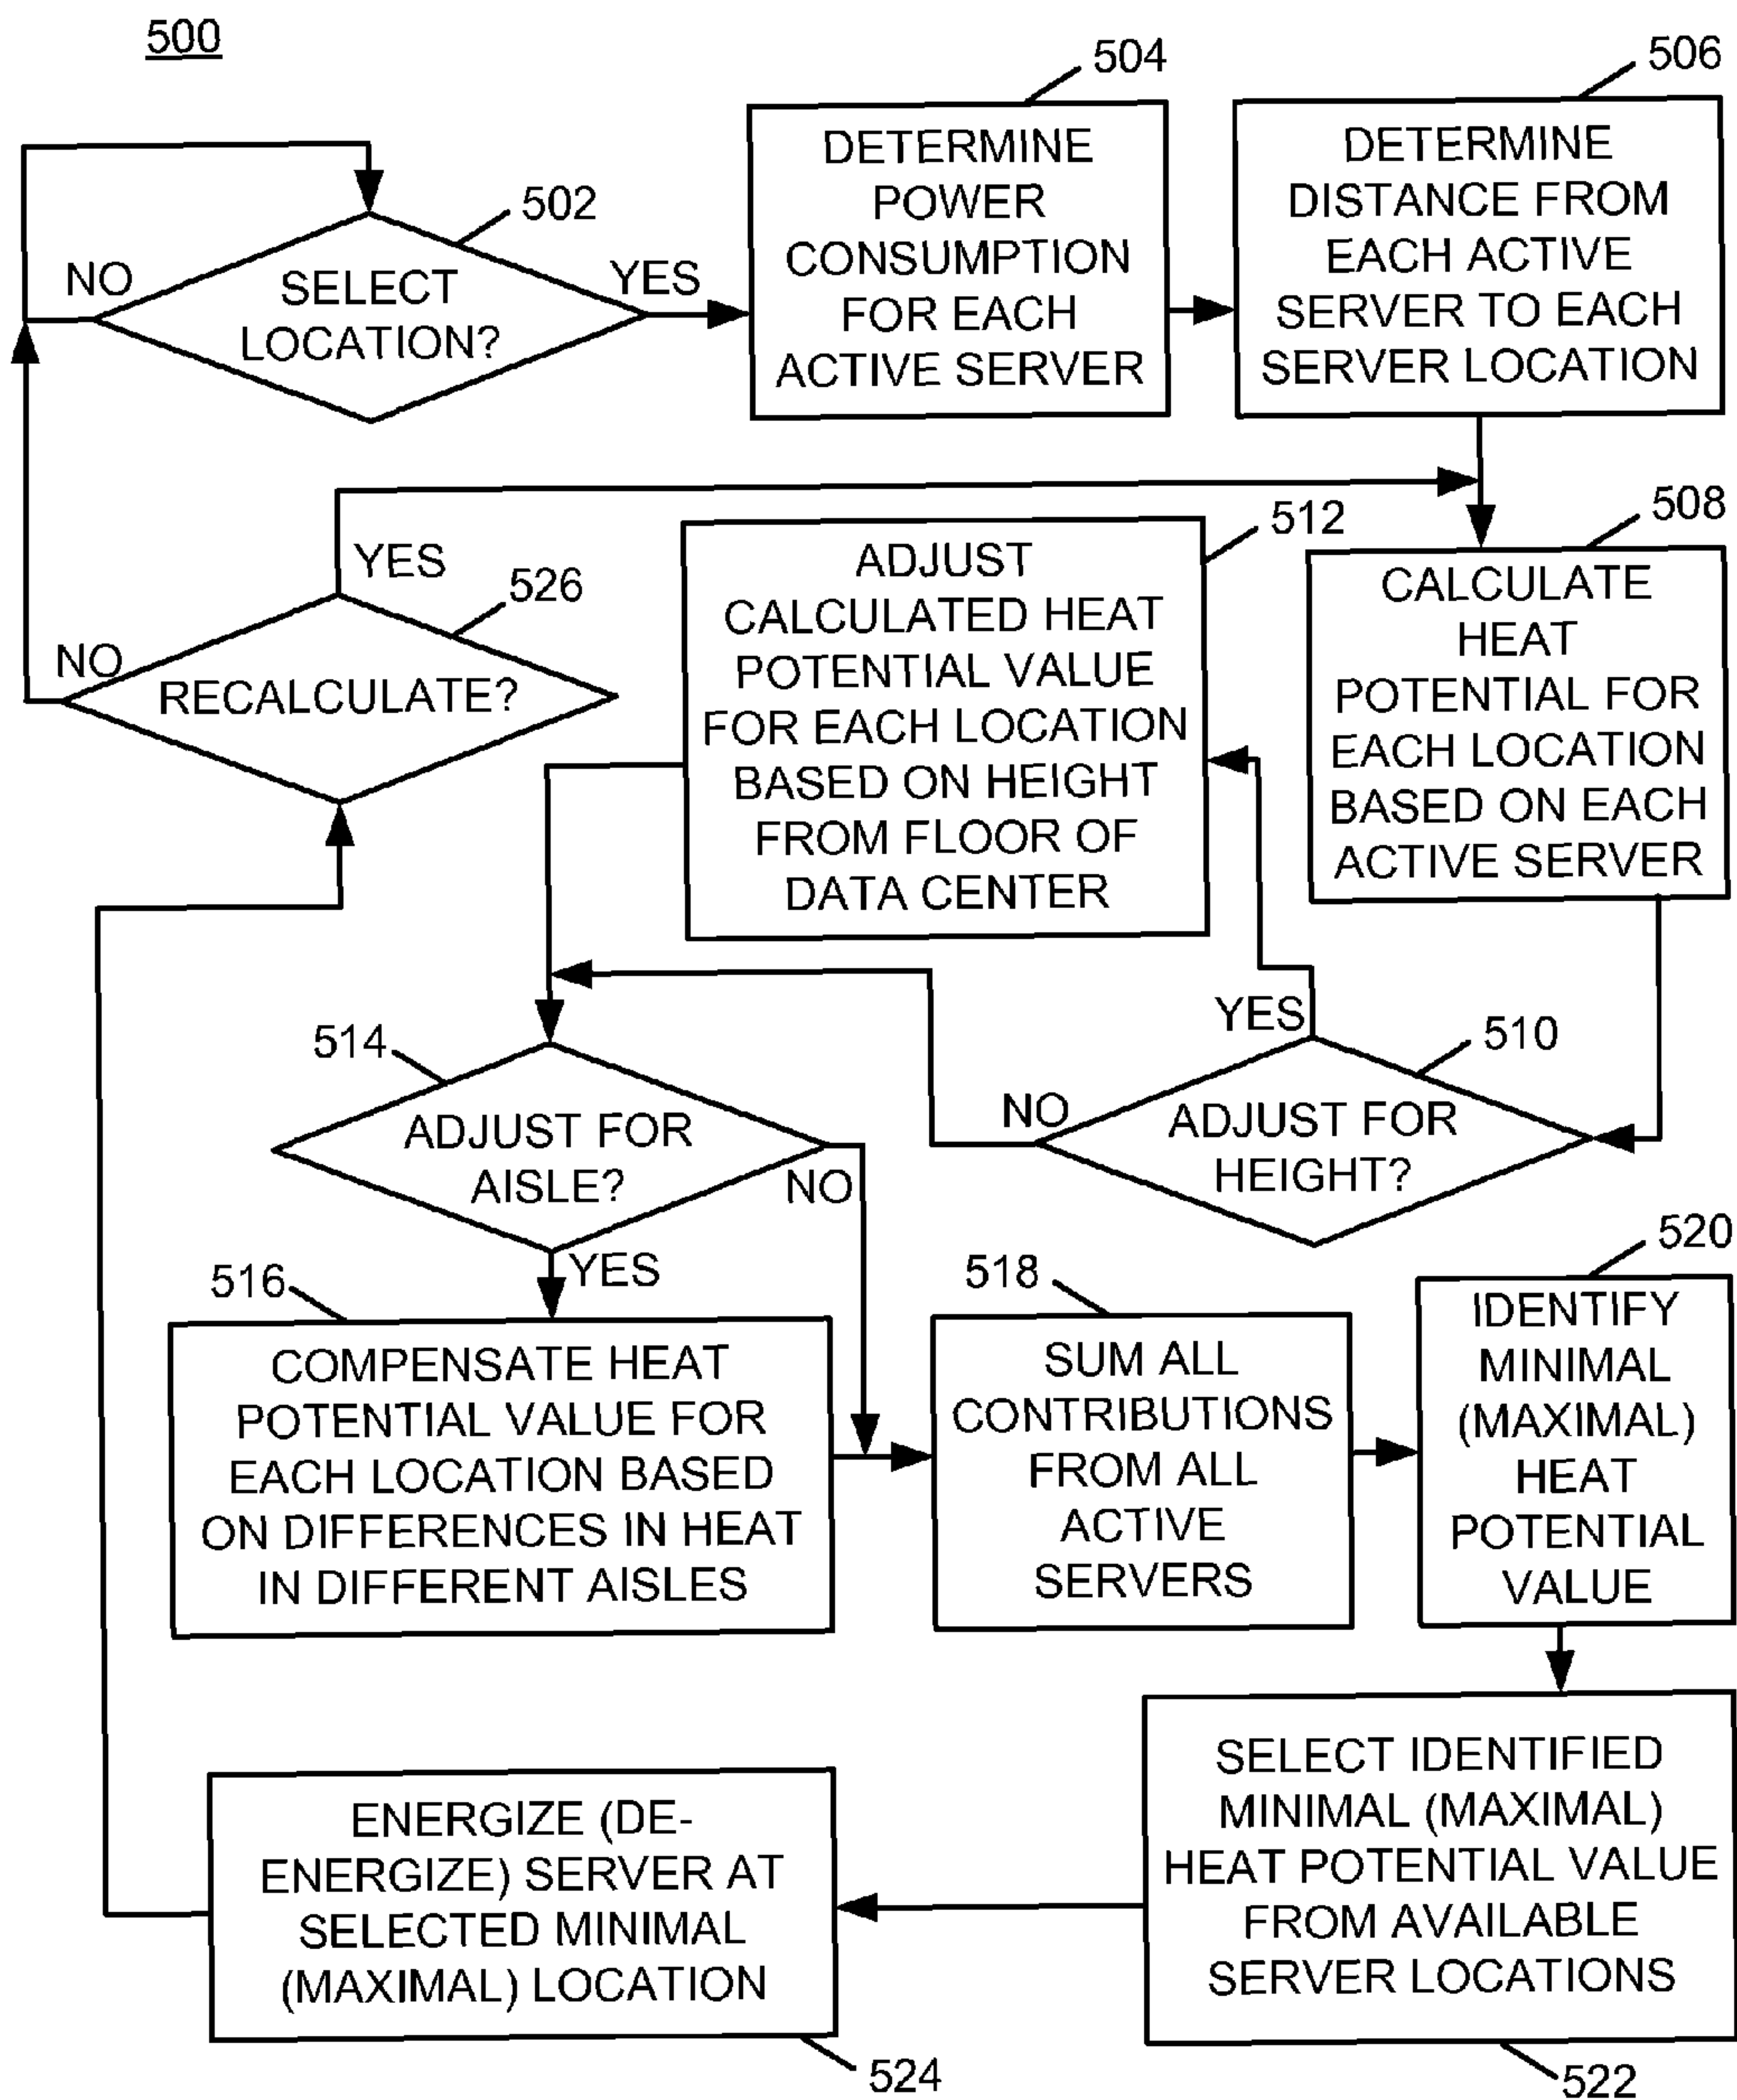 500
502
SELECT
LOCATION?
NO
YES
504
DETERMINE
POWER
CONSUMPTION
FOR EACH
ACTIVE SERVER
506
DETERMINE
DISTANCE FROM
EACH ACTIVE
SERVER TO EACH
SERVER LOCATION
508
CALCULATE
HEAT
POTENTIAL FOR
EACH LOCATION
BASED ON EACH
ACTIVE SERVER
512
ADJUST
CALCULATED HEAT
POTENTIAL VALUE
FOR EACH LOCATION
BASED ON HEIGHT
FROM FLOOR OF
DATA CENTER
YES
526
NO
RECALCULATE?
YES
510
NO
ADJUST FOR
HEIGHT?
514
ADJUST FOR
AISLE?
NO
YES
516
COMPENSATE HEAT
POTENTIAL VALUE FOR
EACH LOCATION BASED
ON DIFFERENCES IN HEAT
IN DIFFERENT AISLES
518
SUM ALL
CONTRIBUTIONS
FROM ALL
ACTIVE
SERVERS
520
IDENTIFY
MINIMAL
(MAXIMAL)
HEAT
POTENTIAL
VALUE
SELECT IDENTIFIED
MINIMAL (MAXIMAL)
HEAT POTENTIAL VALUE
FROM AVAILABLE
SERVER LOCATIONS
522
ENERGIZE (DE-
ENERGIZE) SERVER AT
SELECTED MINIMAL
(MAXIMAL) LOCATION
524